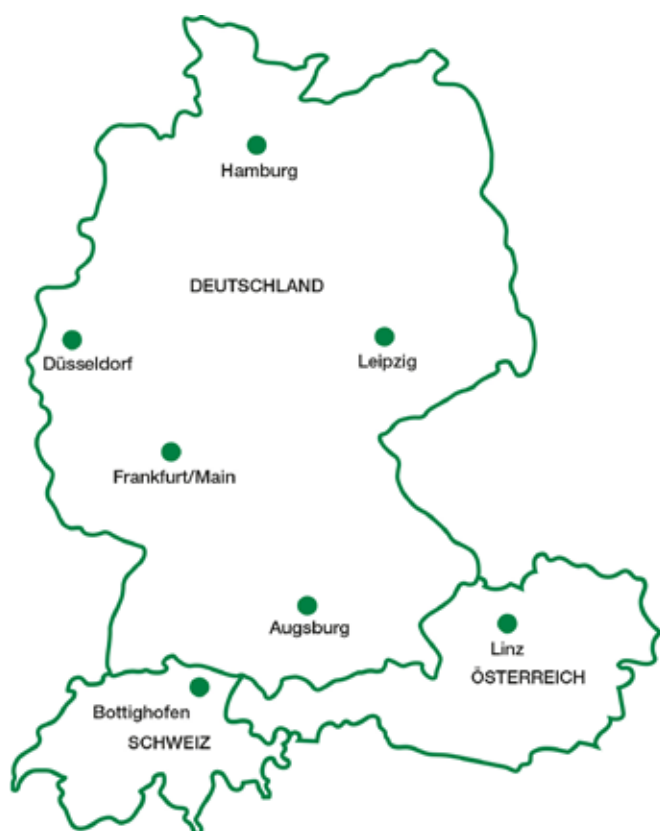 Hamburg
DEUTSCHLAND
Düsseldorf
Leipzig
Frankfurt/Main
Augsburg
Linz
ÖSTERREICH
Bottighofen
SCHWEIZ